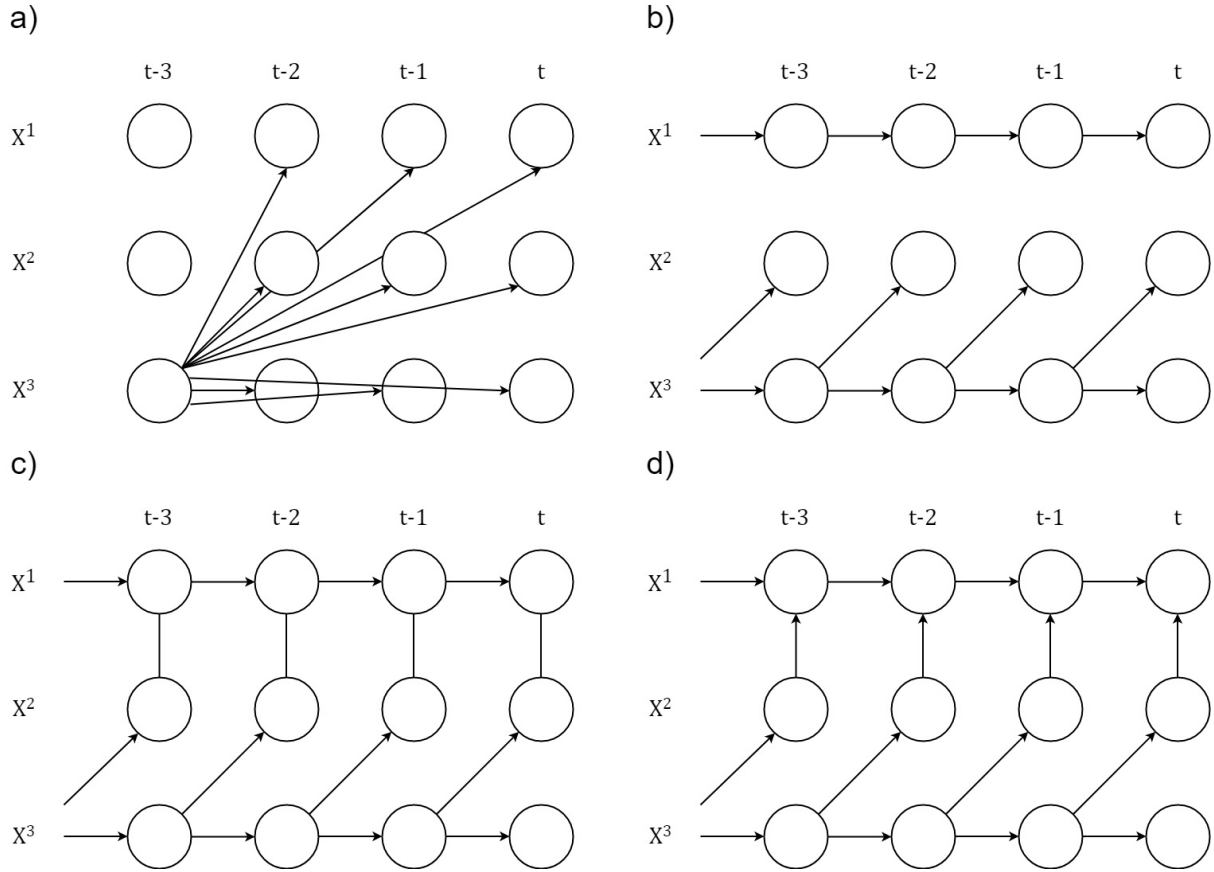 a)
t-3 t-2 t-1 t
X¹
X²
X³
b)
t-3 t-2 t-1 t
X¹
X²
X³
c)
t-3 t-2 t-1 t
X¹
X²
X³
d)
t-3 t-2 t-1 t
X¹
X²
X³